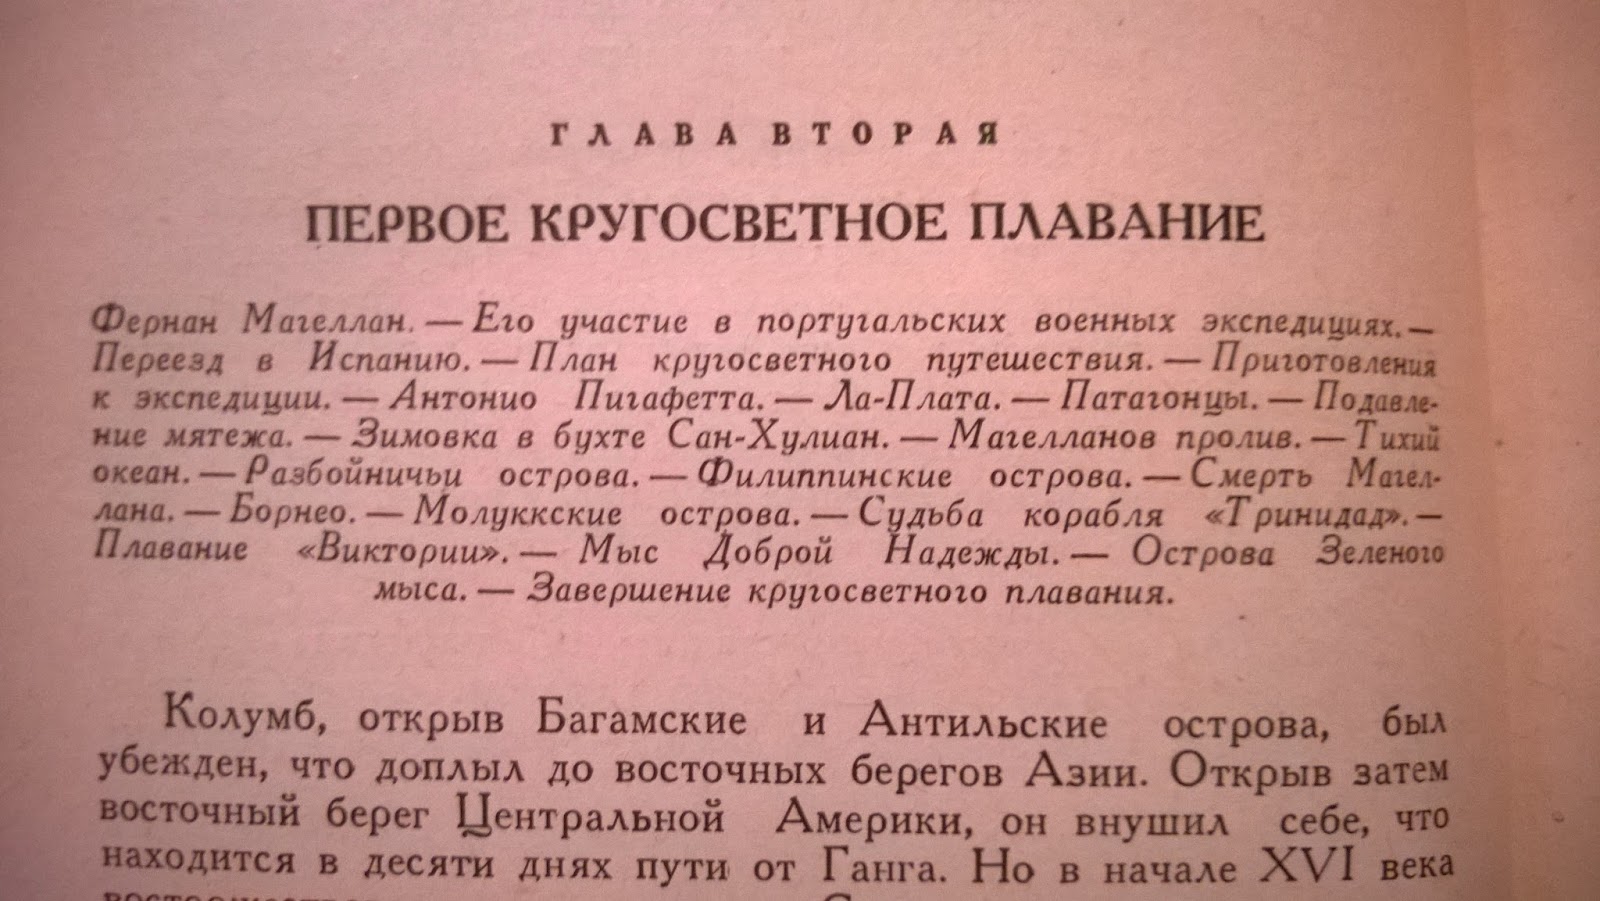 ГЛАВА ВТОРАЯ
ПЕРВОЕ КРУГОСВЕТНОЕ ПЛАВАНИЕ
Фернан Магеллан. — Его участие в португальских военных экспедициях. —
Переезд в Испанию. — План кругосветного путешествия. — Приготовления
к экспедиции. — Антонио Пигафетта. — Ла-Плата. — Патагонцы. — Подавле-
ние мятежа. — Зимовка в бухте Сан-Хулиан. — Магелланов пролив. — Тихий
океан. — Разбойничьи острова. — Филиппинские острова. — Смерть Магел-
лана. — Борнео. — Молуккские острова. — Судьба корабля «Тринидад». —
Плавание «Виктории». — Мыс Доброй Надежды. — Острова Зеленого
мыса. — Завершение кругосветного плавания.
Колумб, открыв Багамские и Антильские острова, был
убежден, что доплыл до восточных берегов Азии. Открыв затем
восточный берег Центральной Америки, он внушил себе, что
находится в десяти днях пути от Ганга. Но в начале XVI века